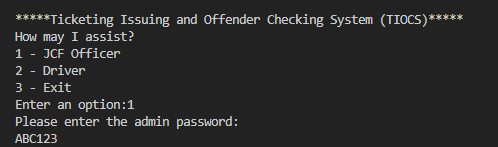 *****Ticketing Issuing and Offender Checking System (TIOCS)*****
How may I assist?
1 - JCF Officer
2 - Driver
3 - Exit
Enter an option:1
Please enter the admin password:
ABC123